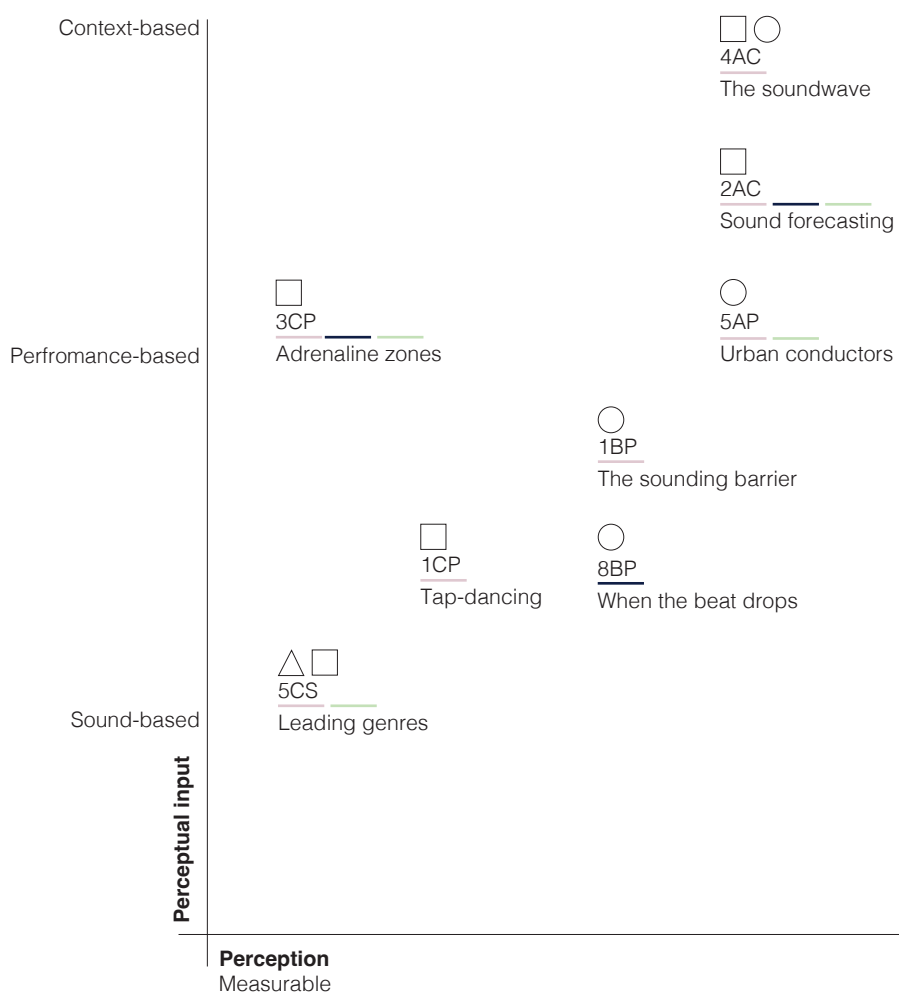 Context-based
4AC
The soundwave
2AC
Sound forecasting
3CP
Adrenaline zones
5AP
Urban conductors
Perfromance-based
1BP
The sounding barrier
1CP
Tap-dancing
8BP
When the beat drops
5CS
Leading genres
Sound-based
Perceptual input
Perception
Measurable